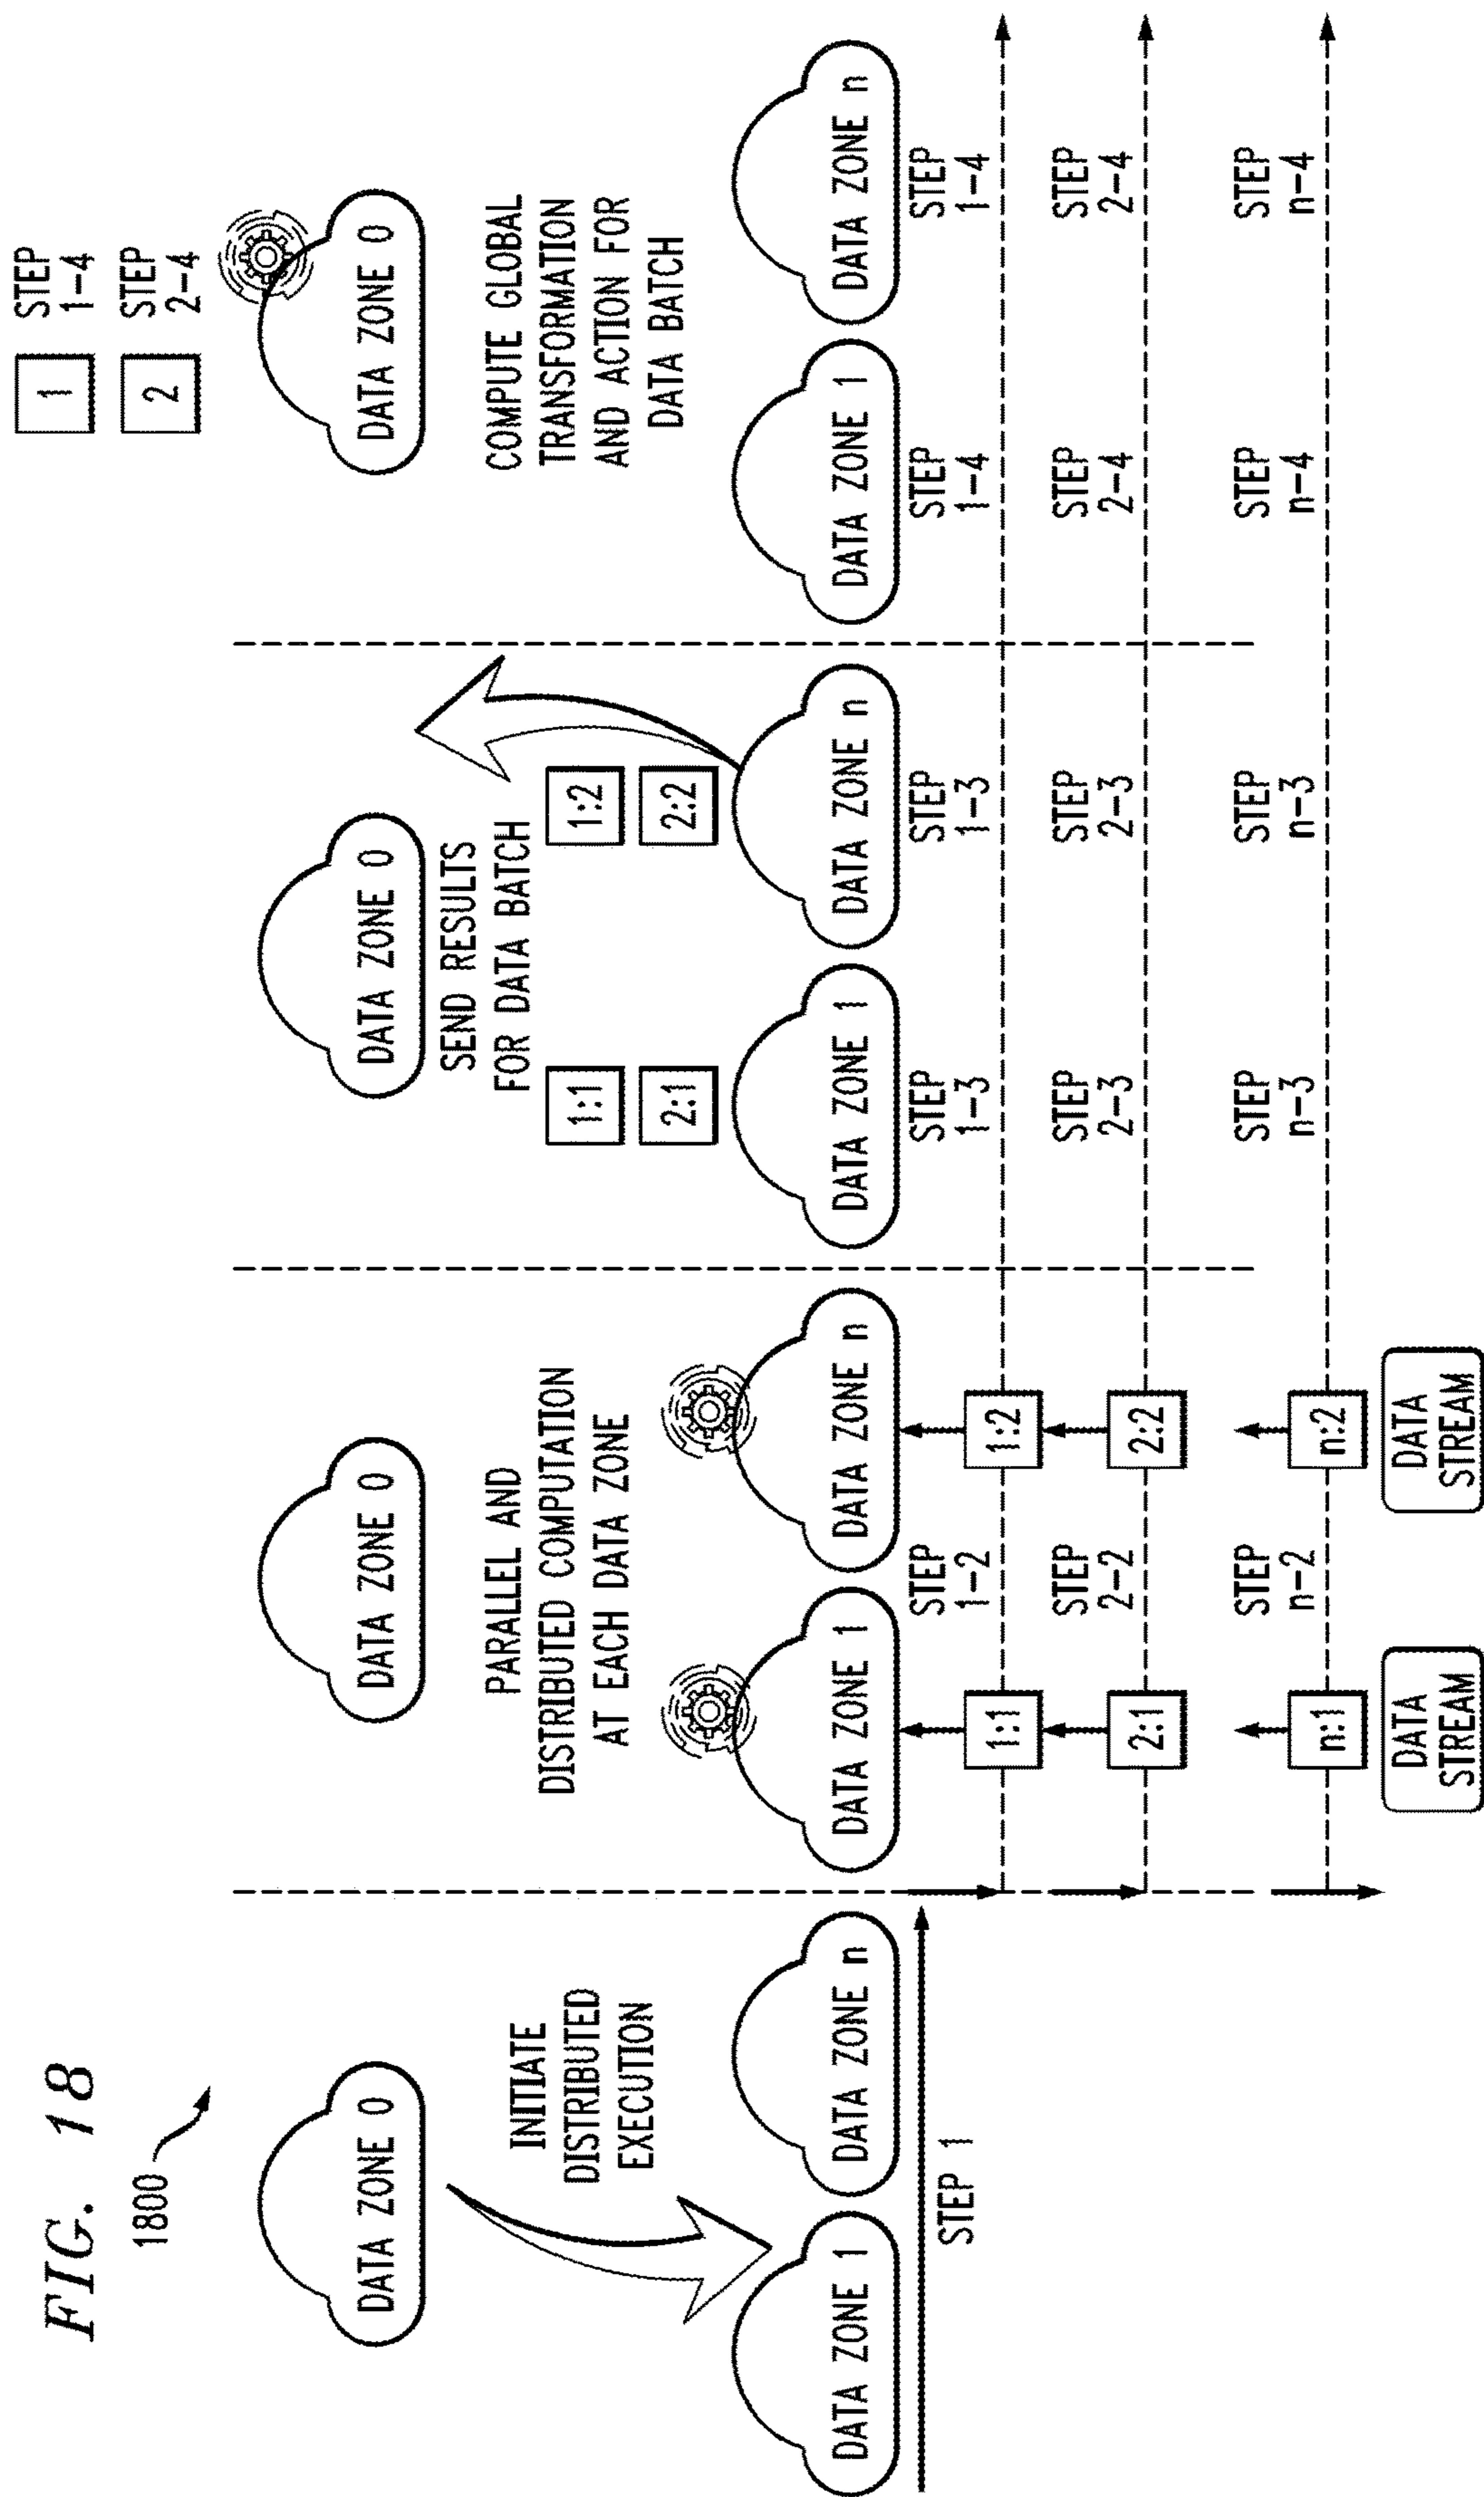 FIG. 18
1800
DATA ZONE 0
INITIATE
DISTRIBUTED
EXECUTION
DATA ZONE 1
DATA ZONE n
STEP 1
DATA ZONE 0
PARALLEL AND
DISTRIBUTED COMPUTATION
AT EACH DATA ZONE
DATA ZONE 1
DATA ZONE n
1:1
STEP
1-2
1:2
2:1
STEP
2-2
2:2
n:1
STEP
n-2
n:2
DATA
STREAM
DATA
STREAM
DATA ZONE 0
SEND RESULTS
FOR DATA BATCH
1:1
1:2
2:1
2:2
DATA ZONE 1
DATA ZONE n
STEP
1-3
STEP
1-3
STEP
2-3
STEP
2-3
STEP
n-3
STEP
n-3
1
STEP
1-4
2
STEP
2-4
DATA ZONE 0
COMPUTE GLOBAL
TRANSFORMATION
AND ACTION FOR
DATA BATCH
DATA ZONE 1
DATA ZONE n
STEP
1-4
STEP
1-4
STEP
2-4
STEP
2-4
STEP
n-4
STEP
n-4